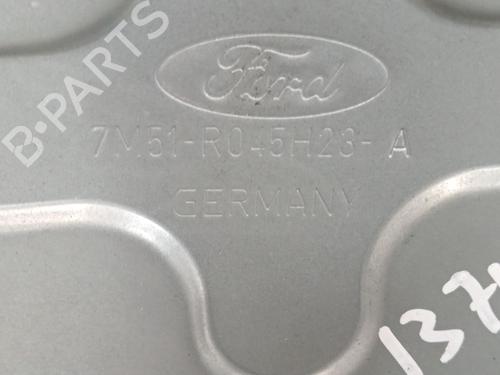 B-PARTS
Ford
7M51-R045H23-A
GERMANY
137